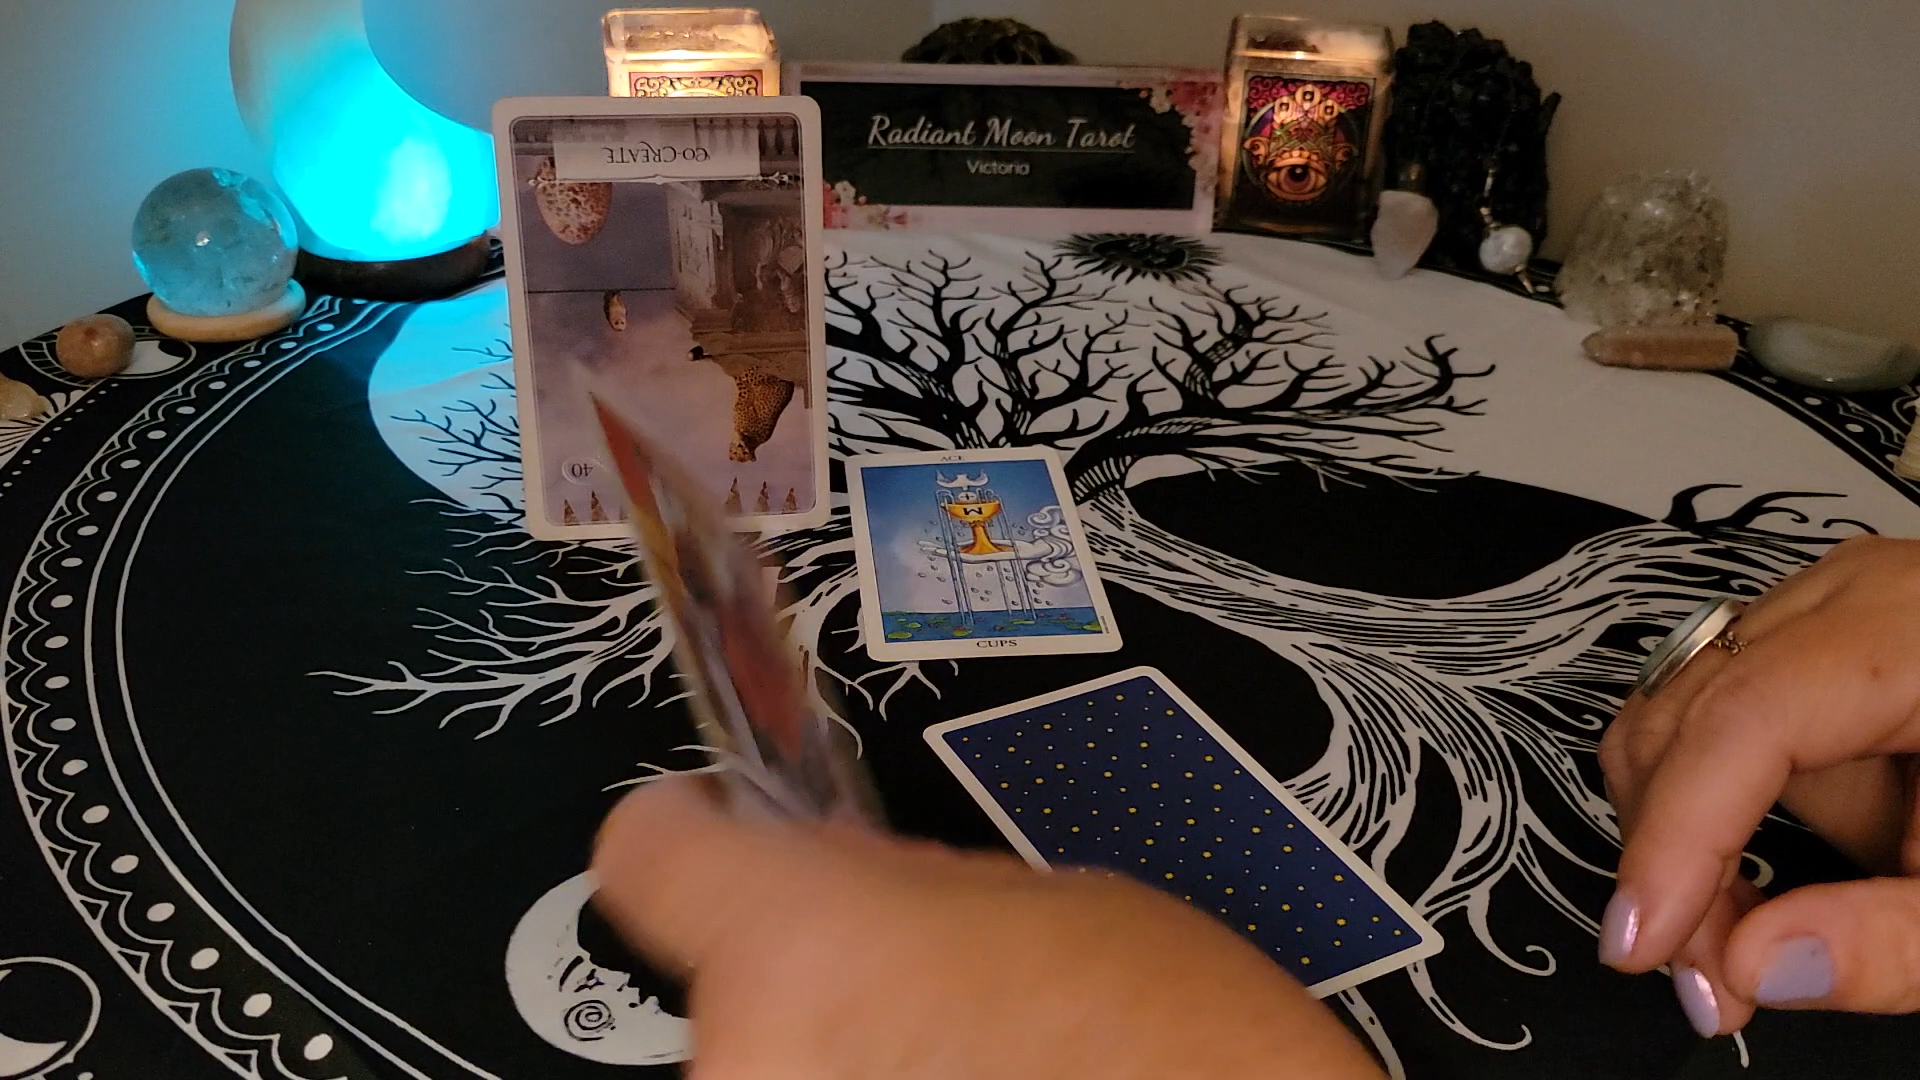 Radiant Moon Tarot
Victoria
Co-CREATE
40
ACE
W
CUPS